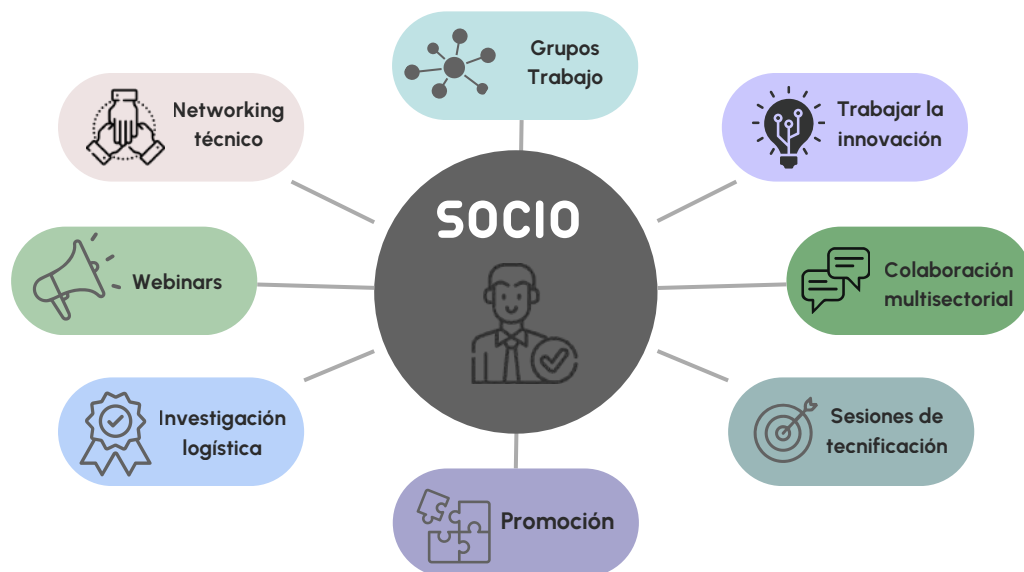 Grupos
Trabajo
Networking
técnico
Trabajar la
innovación
SOCIO
Webinars
Colaboración
multisectorial
Investigación
logística
Sesiones de
tecnificación
Promoción